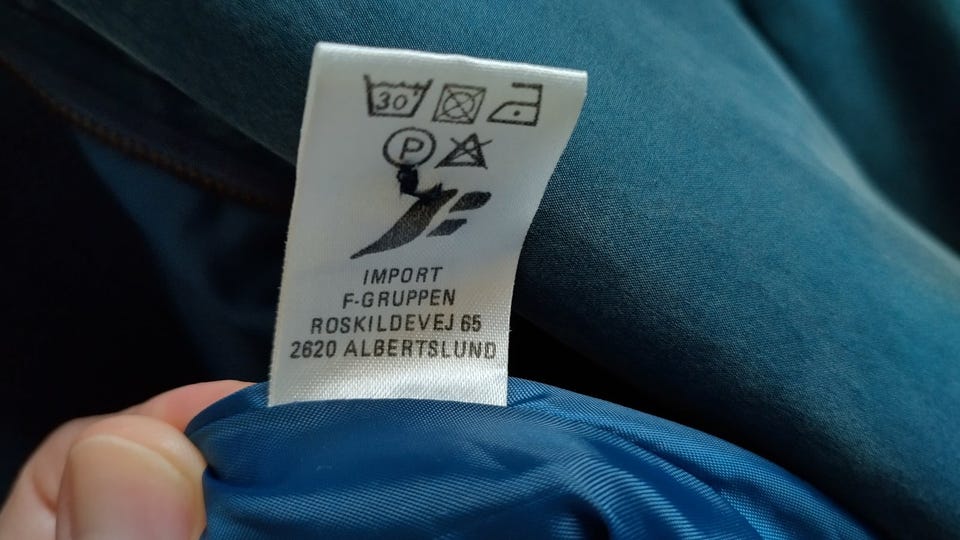 30°
P
IMPORT
F-GRUPPEN
ROSKILDEVEJ 65
2620 ALBERTSLUND